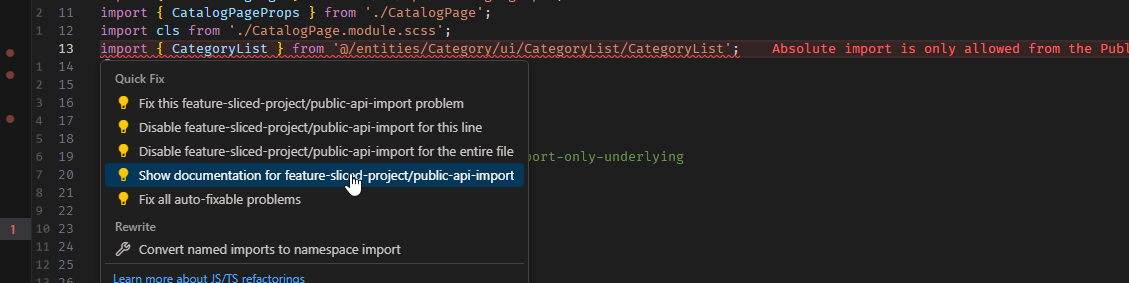 2 11 import { CatalogPageProps } from './CatalogPage';
1 12 import cls from './CatalogPage.module.scss';
13 import { CategoryList } from '@/entities/Category/ui/CategoryList/CategoryList'; Absolute import is only allowed from the Publ
1 14
Quick Fix
2 15
3 16 Fix this feature-sliced-project/public-api-import problem
4 17 Disable feature-sliced-project/public-api-import for this line
5 18
6 19 Disable feature-sliced-project/public-api-import for the entire file ort-only-underlying
7 20 Show documentation for feature-sliced-project/public-api-import
8 21 Fix all auto-fixable problems
9 22
Rewrite
1 10 23
11 24 Convert named imports to namespace import
12 25
13 26 Learn more about JS/TS refactorings